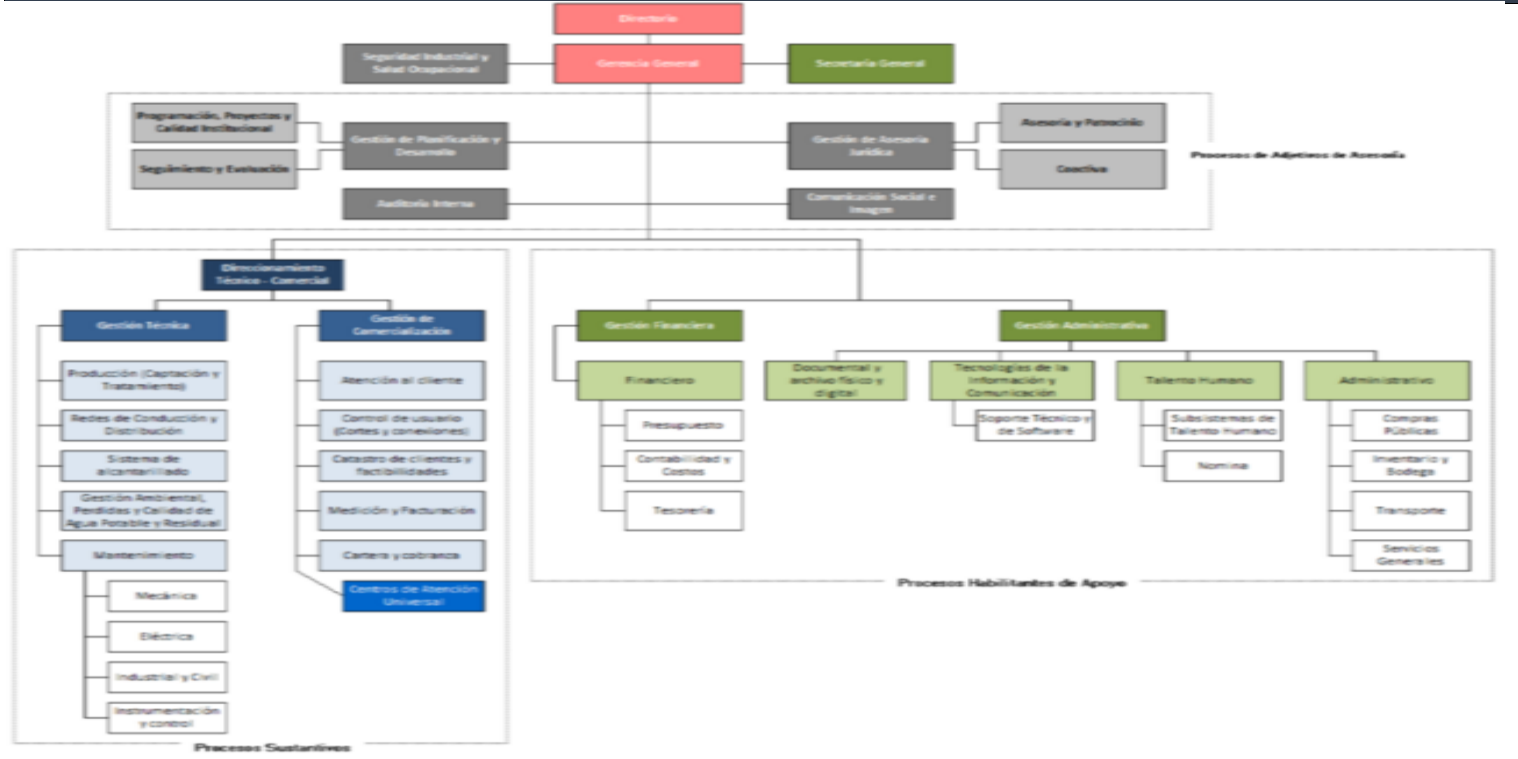 Directorio
Seguridad Industrial y
Salud Ocupacional
Gerencia General
Secretaría General
Programación, Proyectos y
Calidad Institucional
Seguimiento y Evaluación
Gestión de Planificación y
Desarrollo
Gestión de Asesoría
Jurídica
Asesoría y Patrocinio
Coactiva
Procesos de Adjetivos de Asesoría
Auditoría Interna
Comunicación Social e
Imagen
Direccionamiento
Técnico - Comercial
Gestión Técnica
Producción (Captación y
Tratamiento)
Redes de Conducción y
Distribución
Sistema de
alcantarillado
Gestión Ambiental,
Perdidas y Calidad de
Agua Potable y Residual
Mantenimiento
Mecánica
Eléctrica
Industrial y Civil
Instrumentación
y control
Gestión de
Comercialización
Atención al cliente
Control de usuario
(Cortes y conexiones)
Catastro de clientes y
factibilidades
Medición y Facturación
Cartera y cobranza
Centros de Atención
Universal
Procesos Sustantivos
Gestión Financiera
Financiero
Presupuesto
Contabilidad y
Costos
Tesorería
Gestión Administrativa
Documental y
archivo físico y
digital
Tecnologías de la
Información y
Comunicación
Soporte Técnico y
de Software
Talento Humano
Subsistemas de
Talento Humano
Nomina
Administrativo
Compras
Públicas
Inventario y
Bodega
Transporte
Servicios
Generales
Procesos Habilitantes de Apoyo